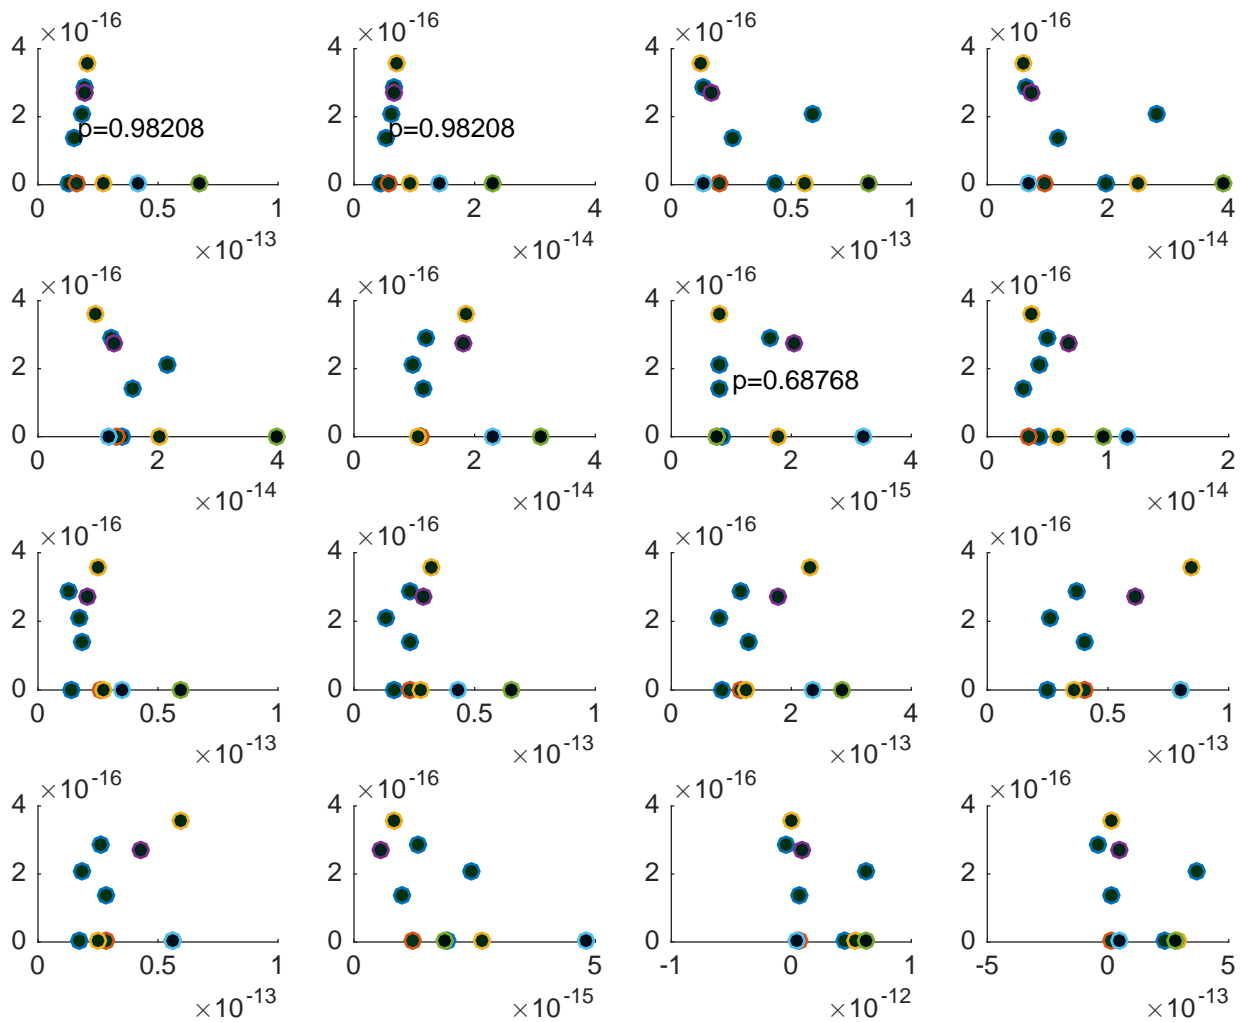 ×10-16 ×10-16 ×10-16 ×10-16
4 4 4 4
2 2 2 2
p=0.98208 p=0.98208
0 0 0 0
0 0.5 1 0 2 4 0 0.5 1 0 2 4
×10-13 ×10-14 ×10-13 ×10-14
×10-16 ×10-16 ×10-16 ×10-16
4 4 4 4
2 2 2 2
p=0.68768
0 0 0 0
0 2 4 0 2 4 0 2 4 0 1 2
×10-14 ×10-14 ×10-15 ×10-14
×10-16 ×10-16 ×10-16 ×10-16
4 4 4 4
2 2 2 2
0 0 0 0
0 0.5 1 0 0.5 1 0 2 4 0 0.5 1
×10-13 ×10-13 ×10-13 ×10-13
×10-16 ×10-16 ×10-16 ×10-16
4 4 4 4
2 2 2 2
0 0 0 0
0 0.5 1 0 5 -1 0 1 -5 0 5
×10-13 ×10-15 ×10-12 ×10-13